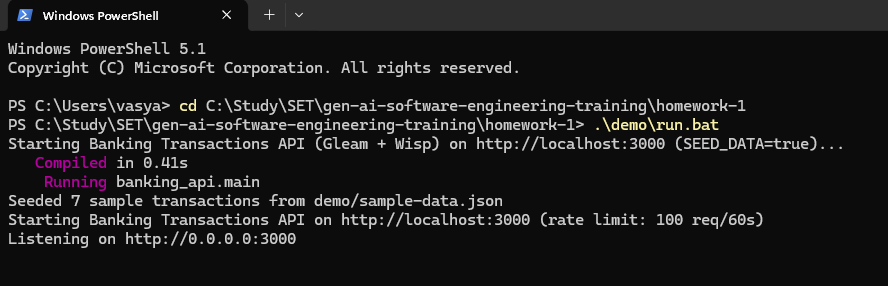 Windows PowerShell
Windows PowerShell 5.1
Copyright (C) Microsoft Corporation. All rights reserved.
PS C:\Users\vasya> cd C:\Study\SET\gen-ai-software-engineering-training\homework-1
PS C:\Study\SET\gen-ai-software-engineering-training\homework-1> .\demo\run.bat
Starting Banking Transactions API (Gleam + Wisp) on http://localhost:3000 (SEED_DATA=true)...
   Compiled in 0.41s
    Running banking_api.main
Seeded 7 sample transactions from demo/sample-data.json
Starting Banking Transactions API on http://localhost:3000 (rate limit: 100 req/60s)
Listening on http://0.0.0.0:3000